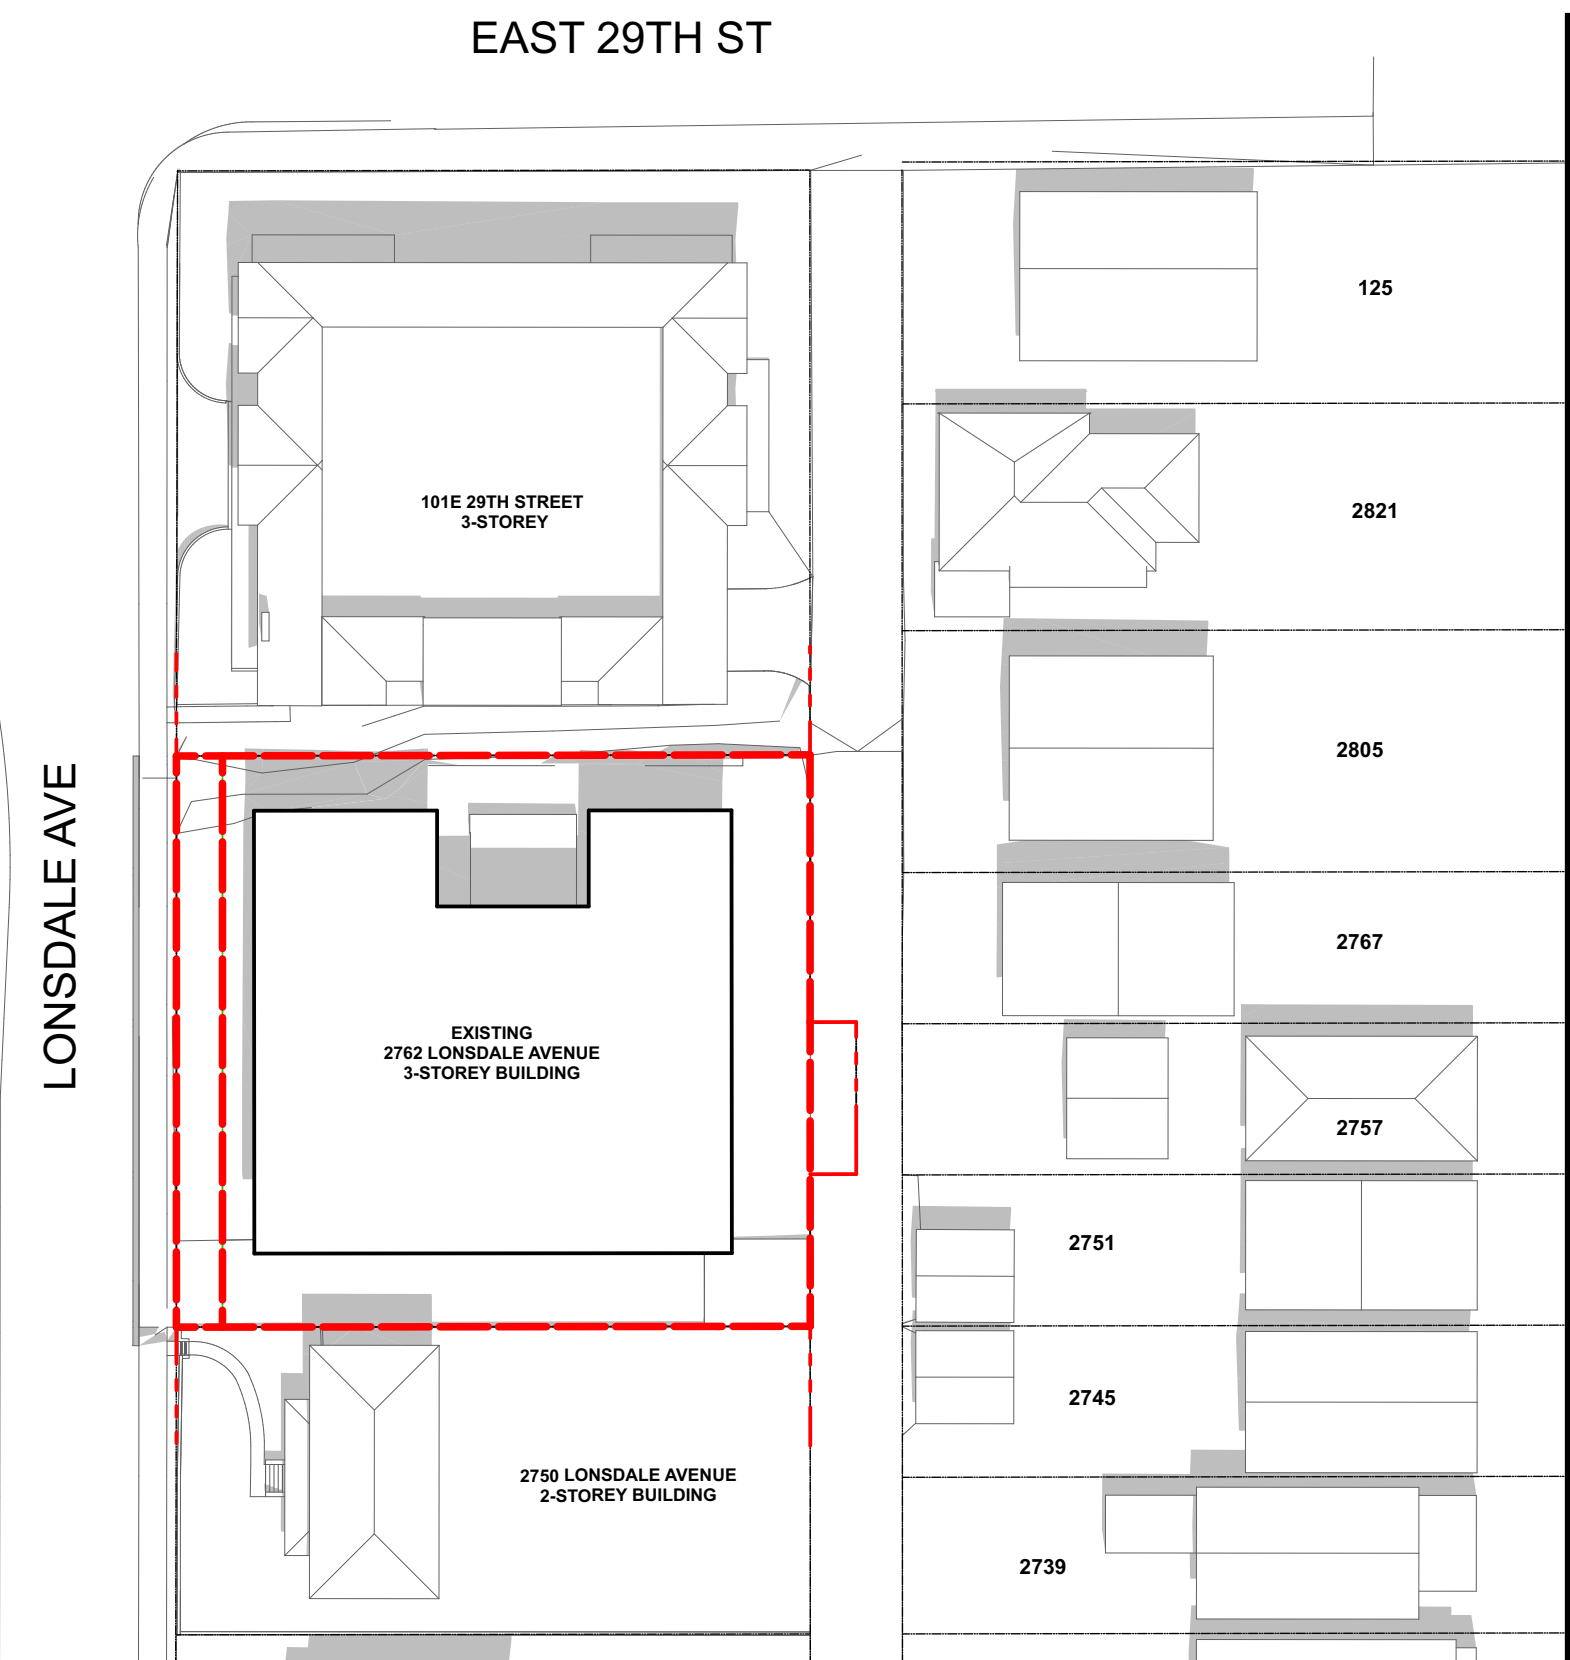 EAST 29TH ST
125
101E 29TH STREET
3-STOREY
2821
2805
LONSDALE AVE
2767
EXISTING
2762 LONSDALE AVENUE
3-STOREY BUILDING
2757
2751
2745
2750 LONSDALE AVENUE
2-STOREY BUILDING
2739